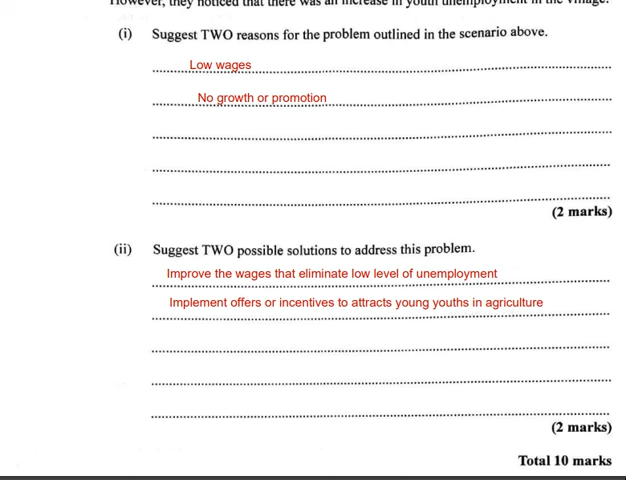 However, they noticed that there was an increase in youth unemployment in the village.
(i) Suggest TWO reasons for the problem outlined in the scenario above.
Low wages
No growth or promotion
(2 marks)
(ii) Suggest TWO possible solutions to address this problem.
Improve the wages that eliminate low level of unemployment
Implement offers or incentives to attracts young youths in agriculture
(2 marks)
Total 10 marks